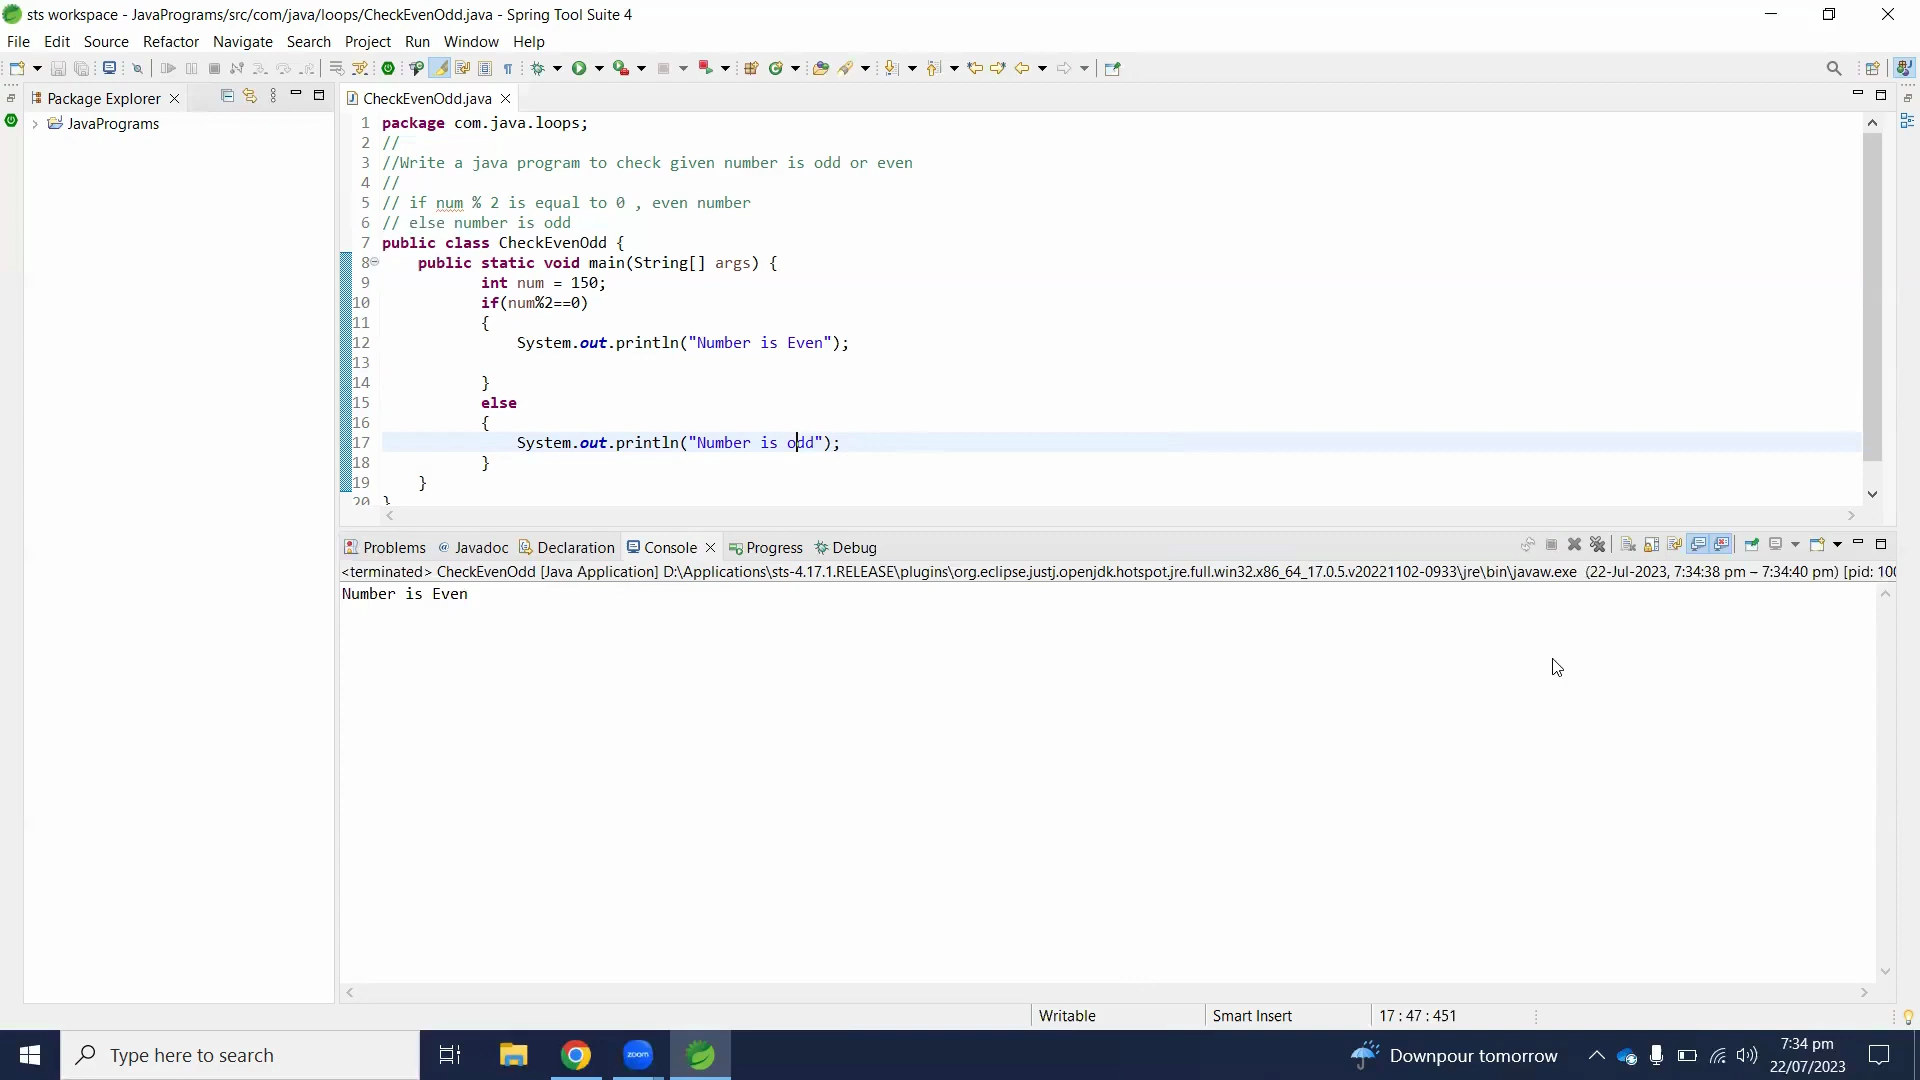 sts workspace - JavaPrograms/src/com/java/loops/CheckEvenOdd.java - Spring Tool Suite 4
File Edit Source Refactor Navigate Search Project Run Window Help
Package Explorer
JavaPrograms
CheckEvenOdd.java
1 package com.java.loops;
2 //
3 //Write a java program to check given number is odd or even
4 //
5 // if num % 2 is equal to 0 , even number
6 // else number is odd
7 public class CheckEvenOdd {
8 public static void main(String[] args) {
9 int num = 150;
10 if(num%2==0)
11 {
12 System.out.println("Number is Even");
13
14 }
15 else
16 {
17 System.out.println("Number is odd");
18 }
19 }
20 }
Problems @ Javadoc Declaration Console Progress Debug
<terminated> CheckEvenOdd [Java Application] D:\Applications\sts-4.17.1.RELEASE\plugins\org.eclipse.justj.openjdk.hotspot.jre.full.win32.x86_64_17.0.5.v20221102-0933\jre\bin\javaw.exe (22-Jul-2023, 7:34:38 pm – 7:34:40 pm) [pid: 100
Number is Even
Writable Smart Insert 17 : 47 : 451
Type here to search
zoom
Downpour tomorrow
7:34 pm
22/07/2023